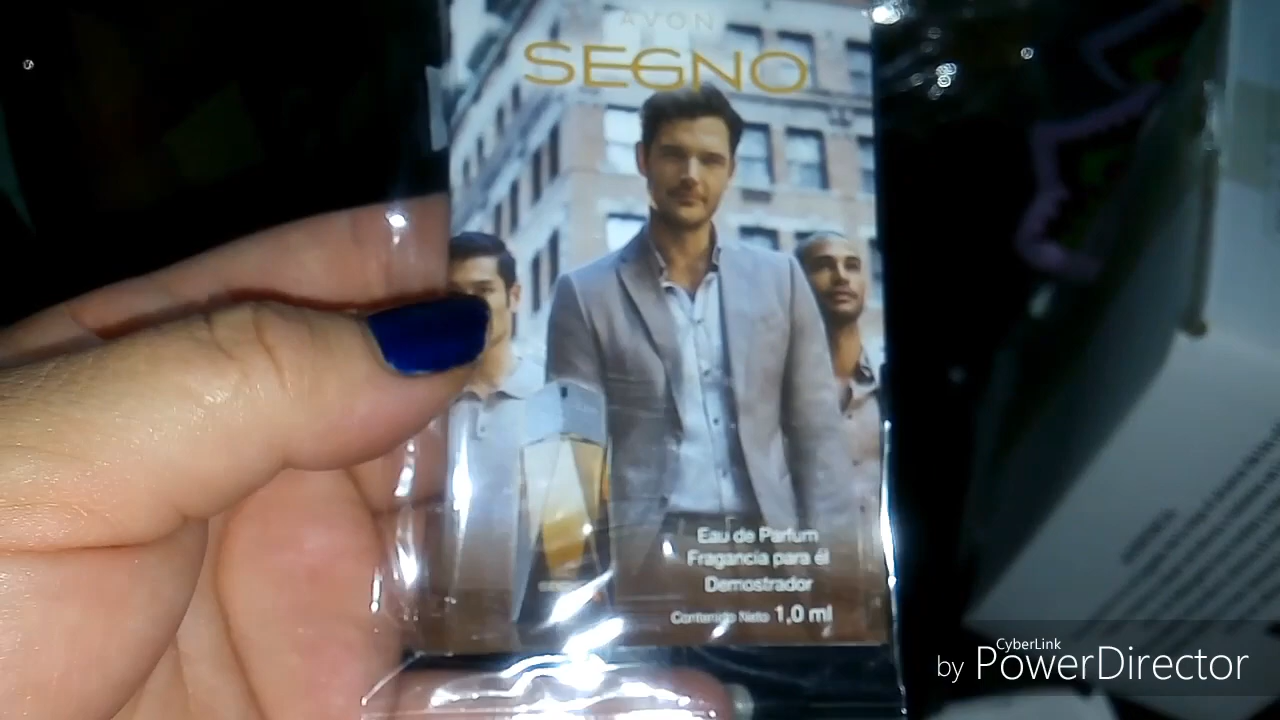 AVON
SEGNO
Eau de Parfum
Fragancia para él
Demostrador
Contenido Neto 1,0 ml
CyberLink
by PowerDirector